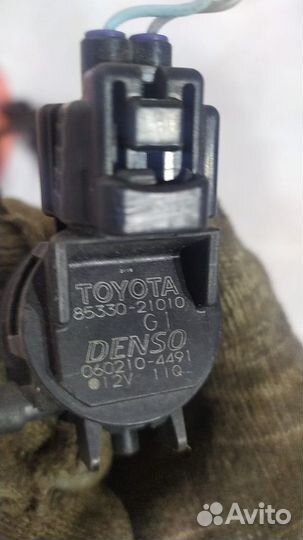 TOYOTA
85330-21010
G1
DENSO
060210-4491
12V 11Q
Avito